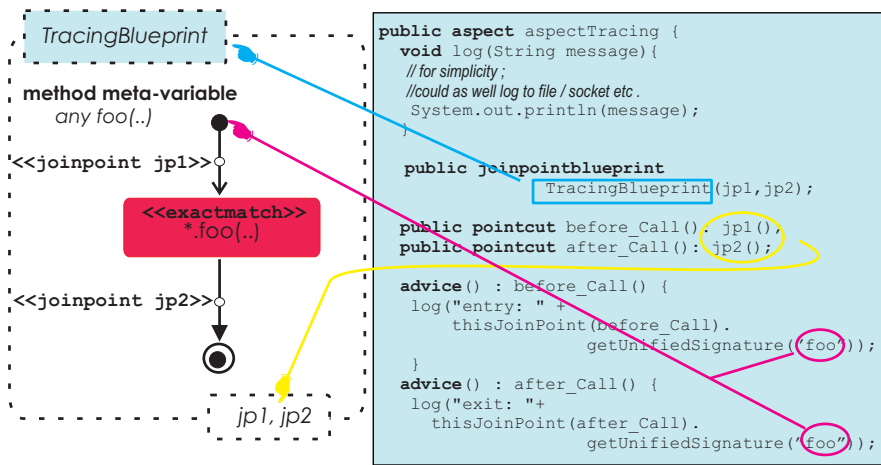 TracingBlueprint
method meta-variable
any foo(..)
<<joinpoint jp1>>
<<exactmatch>>
*.foo(..)
<<joinpoint jp2>>
jp1, jp2
public aspect aspectTracing {
void log(String message){
// for simplicity ;
//could as well log to file / socket etc .
System.out.println(message);
}
public joinpointblueprint
TracingBlueprint(jp1,jp2);
public pointcut before_Call(): jp1();
public pointcut after_Call(): jp2();
advice() : before_Call() {
log("entry: " +
thisJoinPoint(before_Call).
getUnifiedSignature(”foo”));
}
advice() : after_Call() {
log("exit: "+
thisJoinPoint(after_Call).
getUnifiedSignature(”foo”));